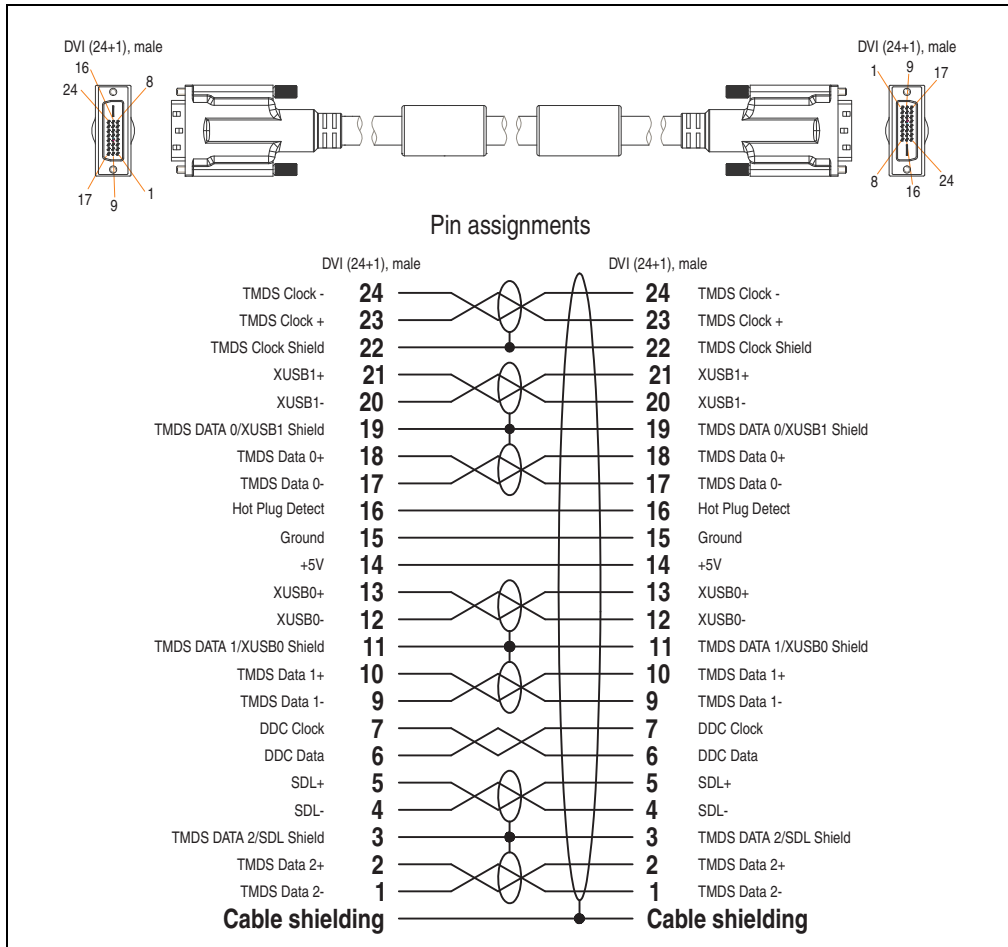 DVI (24+1), male
16
8
24
17
9
1
DVI (24+1), male
1
9
17
8
16
24
Pin assignments
DVI (24+1), male DVI (24+1), male
TMDS Clock - 24 24 TMDS Clock -
TMDS Clock + 23 23 TMDS Clock +
TMDS Clock Shield 22 22 TMDS Clock Shield
XUSB1+ 21 21 XUSB1+
XUSB1- 20 20 XUSB1-
TMDS DATA 0/XUSB1 Shield 19 19 TMDS DATA 0/XUSB1 Shield
TMDS Data 0+ 18 18 TMDS Data 0+
TMDS Data 0- 17 17 TMDS Data 0-
Hot Plug Detect 16 16 Hot Plug Detect
Ground 15 15 Ground
+5V 14 14 +5V
XUSB0+ 13 13 XUSB0+
XUSB0- 12 12 XUSB0-
TMDS DATA 1/XUSB0 Shield 11 11 TMDS DATA 1/XUSB0 Shield
TMDS Data 1+ 10 10 TMDS Data 1+
TMDS Data 1- 9 9 TMDS Data 1-
DDC Clock 7 7 DDC Clock
DDC Data 6 6 DDC Data
SDL+ 5 5 SDL+
SDL- 4 4 SDL-
TMDS DATA 2/SDL Shield 3 3 TMDS DATA 2/SDL Shield
TMDS Data 2+ 2 2 TMDS Data 2+
TMDS Data 2- 1 1 TMDS Data 2-
Cable shielding Cable shielding